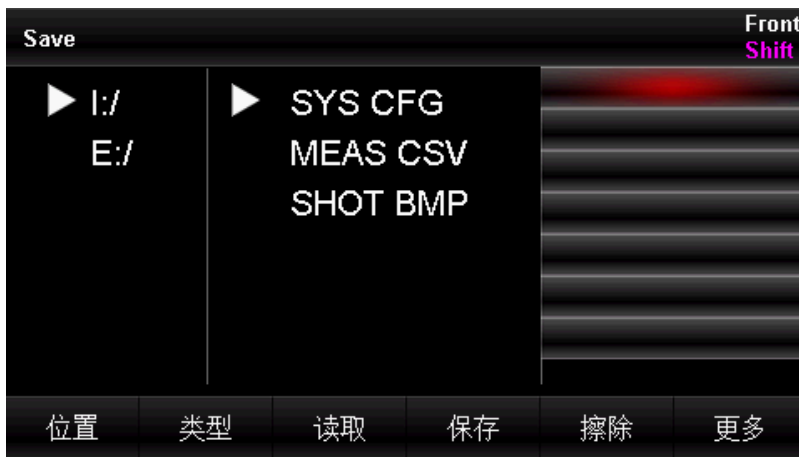 Save
Front
Shift
I:/
E:/
SYS CFG
MEAS CSV
SHOT BMP
位置 类型 读取 保存 擦除 更多